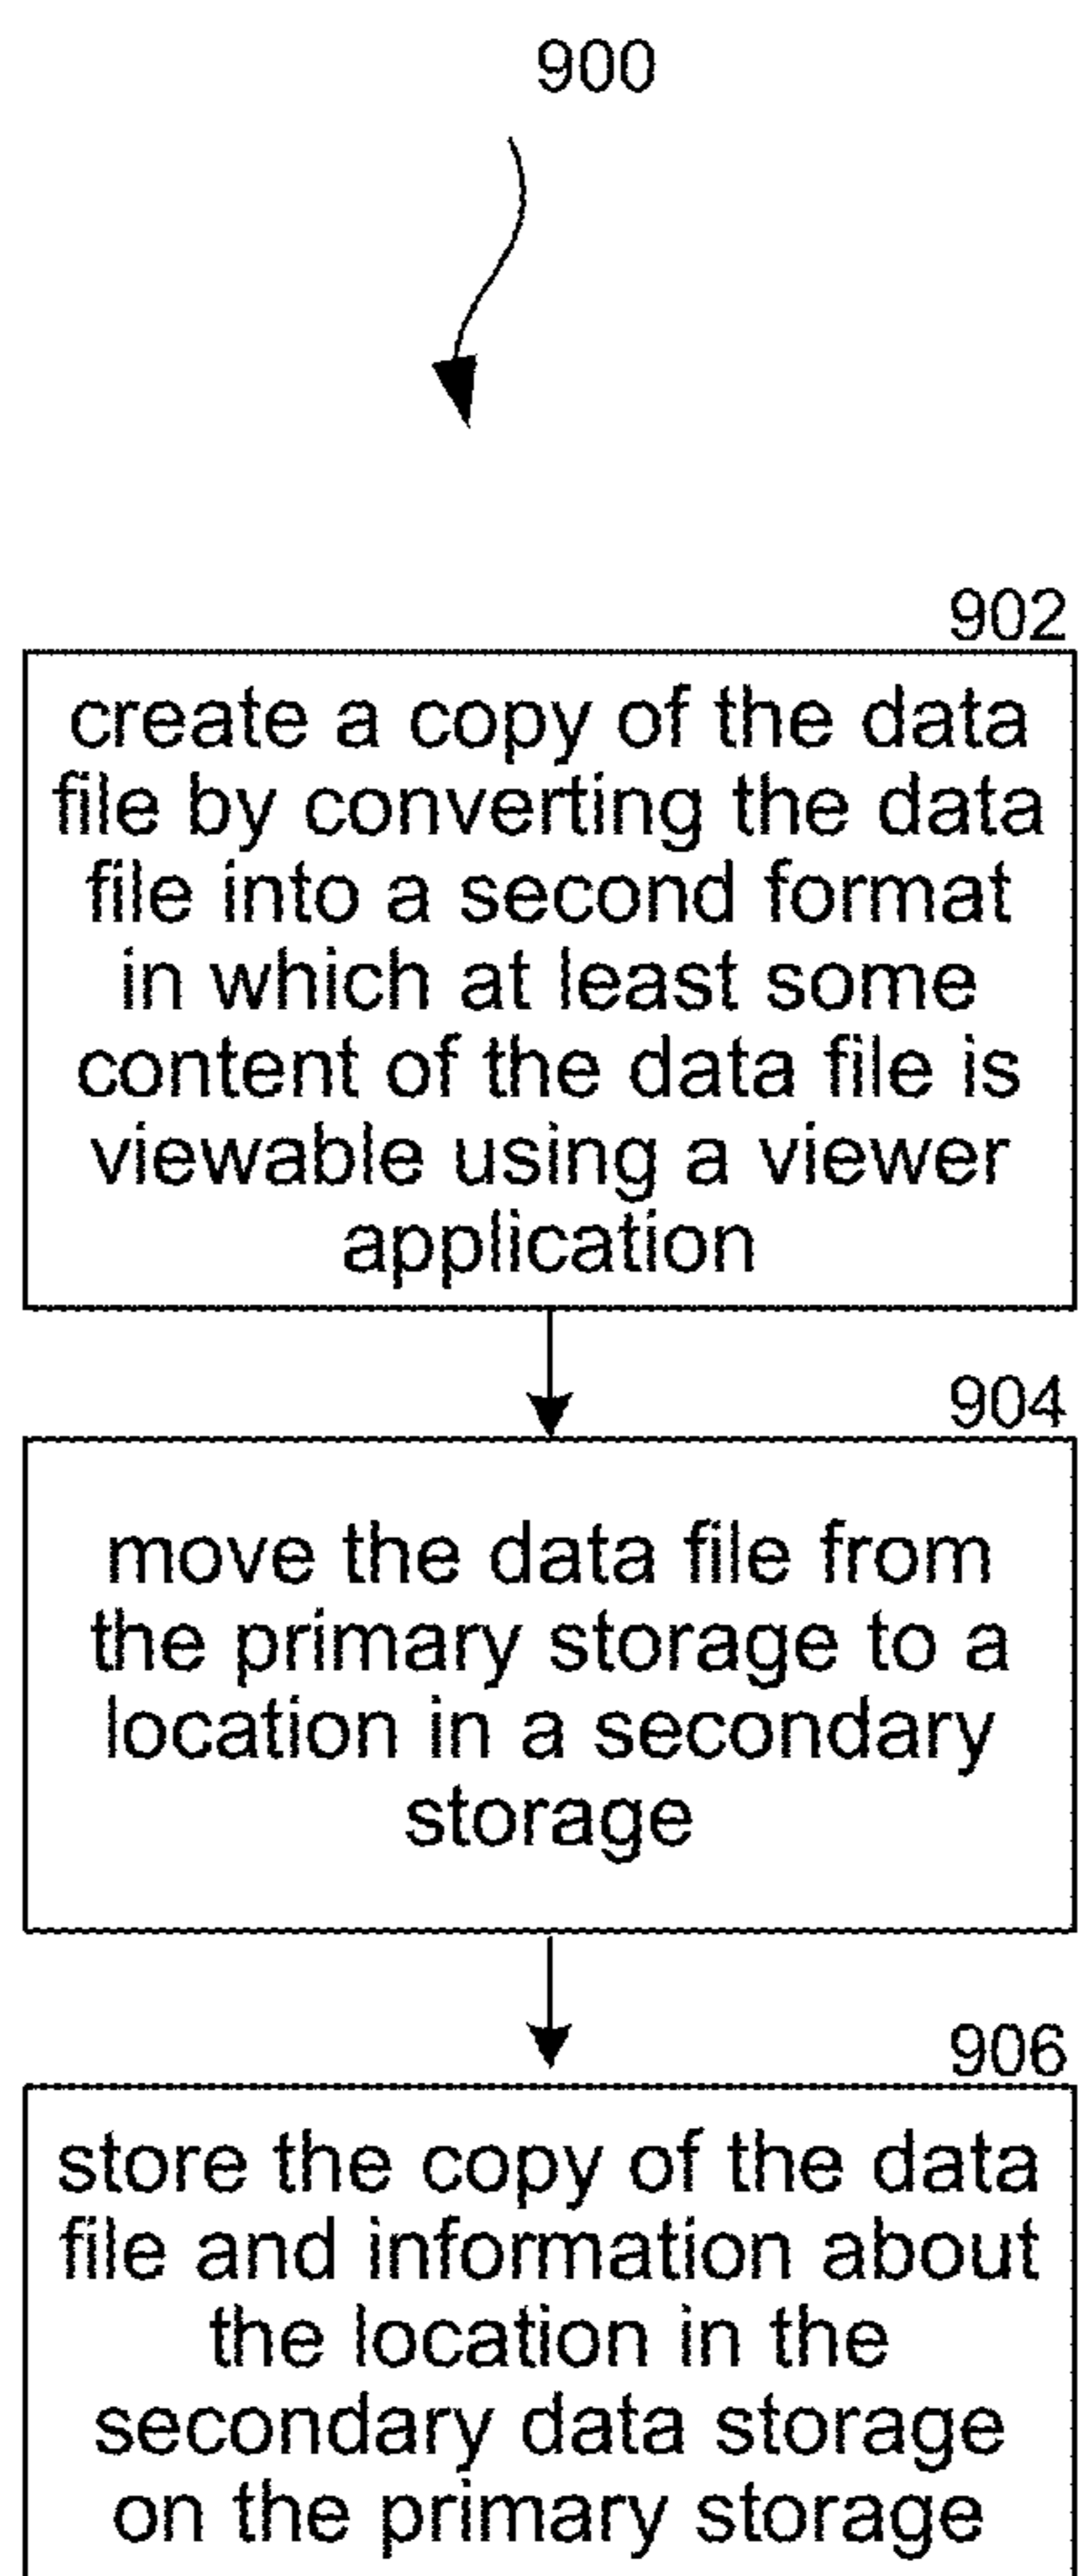 900
902
create a copy of the data
file by converting the data
file into a second format
in which at least some
content of the data file is
viewable using a viewer
application
904
move the data file from
the primary storage to a
location in a secondary
storage
906
store the copy of the data
file and information about
the location in the
secondary data storage
on the primary storage